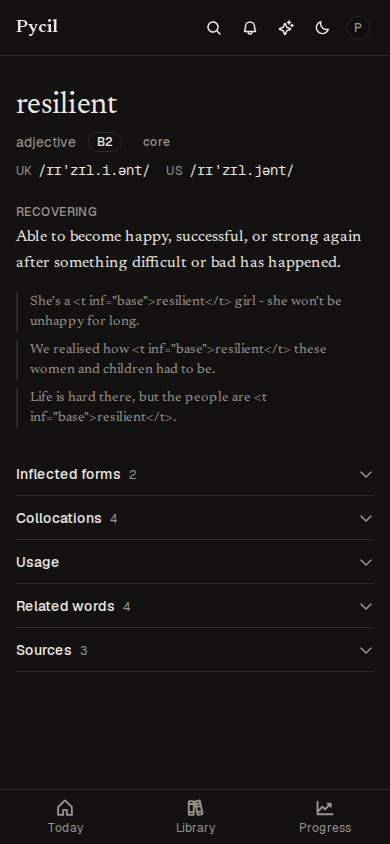 Pycil
P
resilient
adjective B2 core
UK /rɪˈzɪl.i.ənt/ US /rɪˈzɪl.jənt/
RECOVERING
Able to become happy, successful, or strong again
after something difficult or bad has happened.
She's a <t inf="base">resilient</t> girl - she won't be
unhappy for long.
We realised how <t inf="base">resilient</t> these
women and children had to be.
Life is hard there, but the people are <t
inf="base">resilient</t>.
Inflected forms 2
Collocations 4
Usage
Related words 4
Sources 3
Today Library Progress